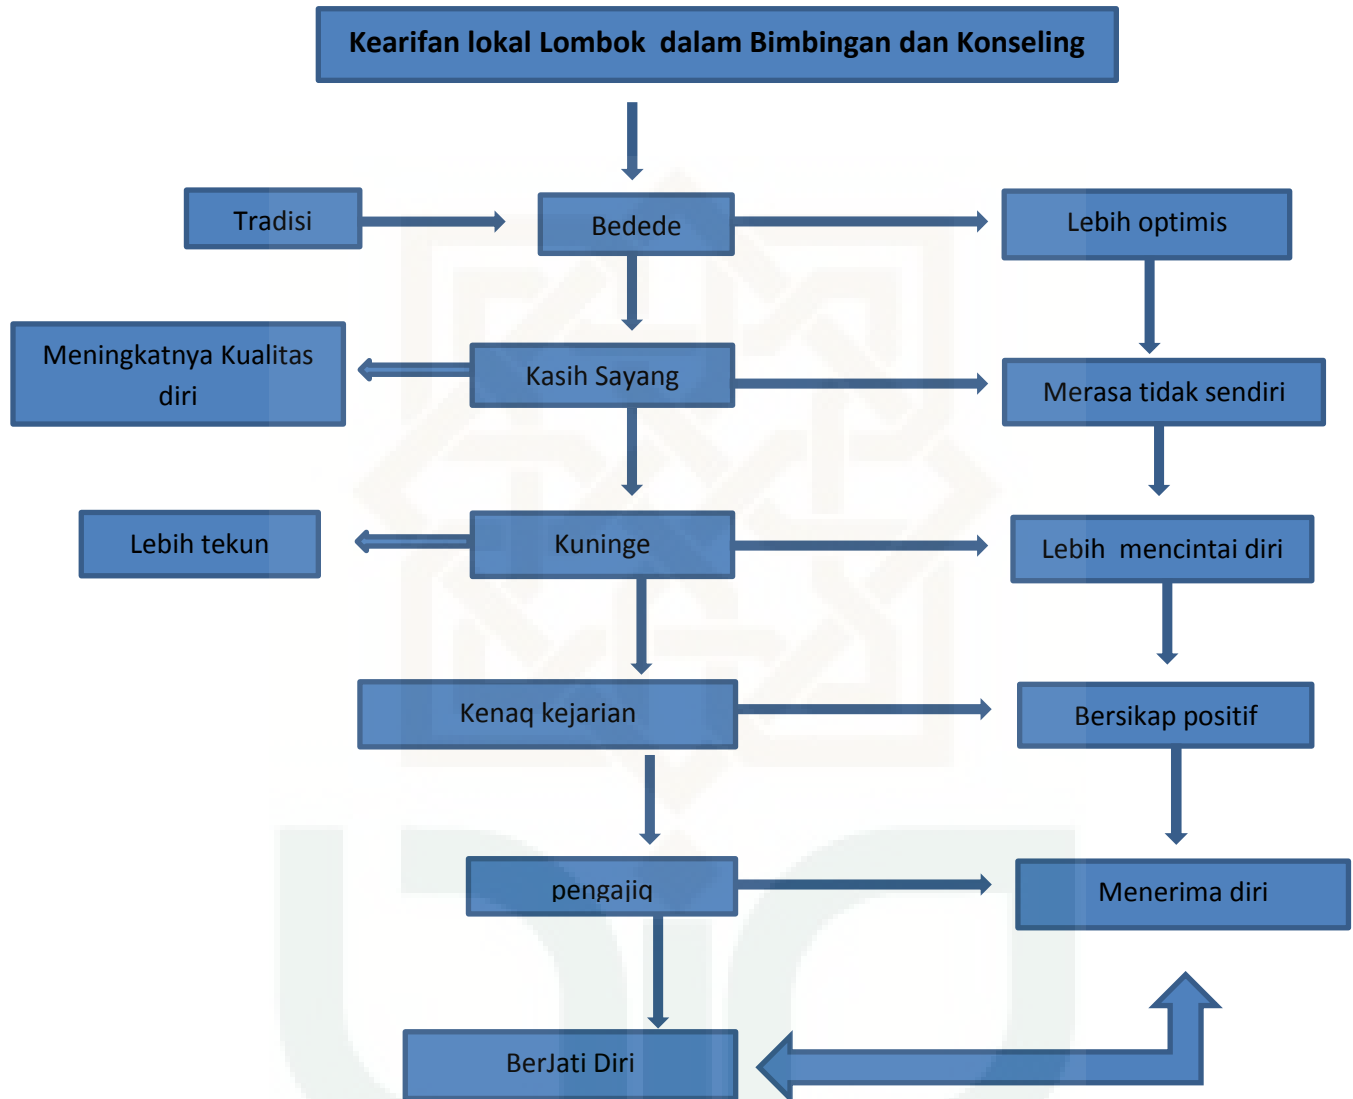 Kearifan lokal Lombok dalam Bimbingan dan Konseling
Tradisi
Bedede
Lebih optimis
Meningkatnya Kualitas
diri
Kasih Sayang
Merasa tidak sendiri
Lebih tekun
Kuninge
Lebih mencintai diri
Kenaq kejarian
Bersikap positif
pengajiq
Menerima diri
BerJati Diri